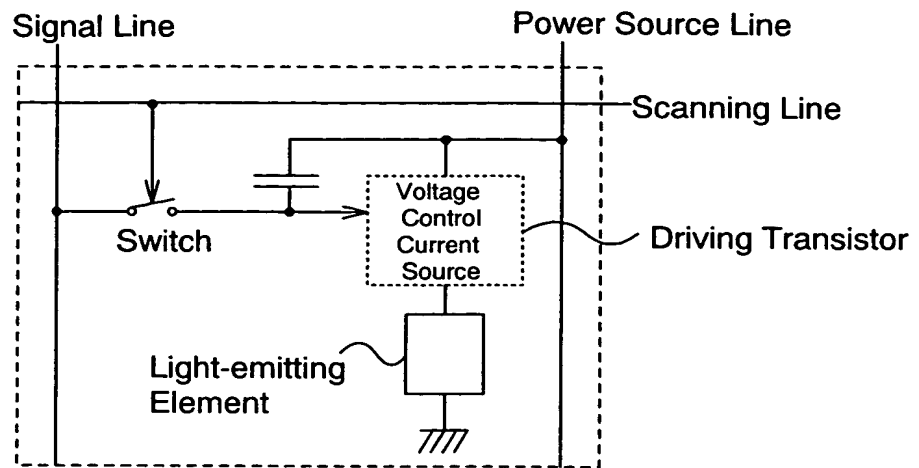 Signal Line
Power Source Line
Scanning Line
Voltage
Control
Current
Source
Switch
Driving Transistor
Light-emitting
Element